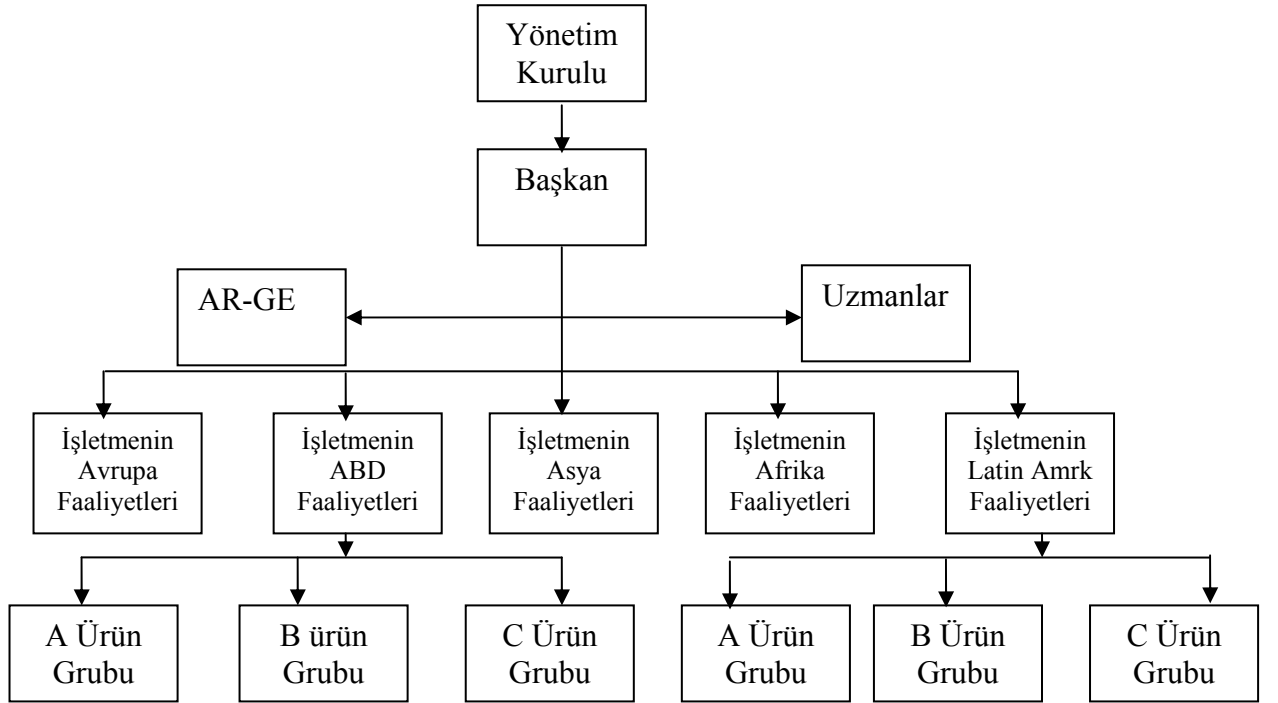 Yönetim
Kurulu
Başkan
AR-GE
Uzmanlar
İşletmenin
Avrupa
Faaliyetleri
İşletmenin
ABD
Faaliyetleri
İşletmenin
Asya
Faaliyetleri
İşletmenin
Afrika
Faaliyetleri
İşletmenin
Latin Amrk
Faaliyetleri
A Ürün
Grubu
B ürün
Grubu
C Ürün
Grubu
A Ürün
Grubu
B Ürün
Grubu
C Ürün
Grubu